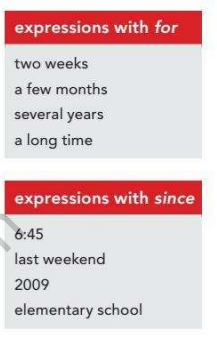 expressions with for
two weeks
a few months
several years
a long time
expressions with since
6:45
last weekend
2009
elementary school